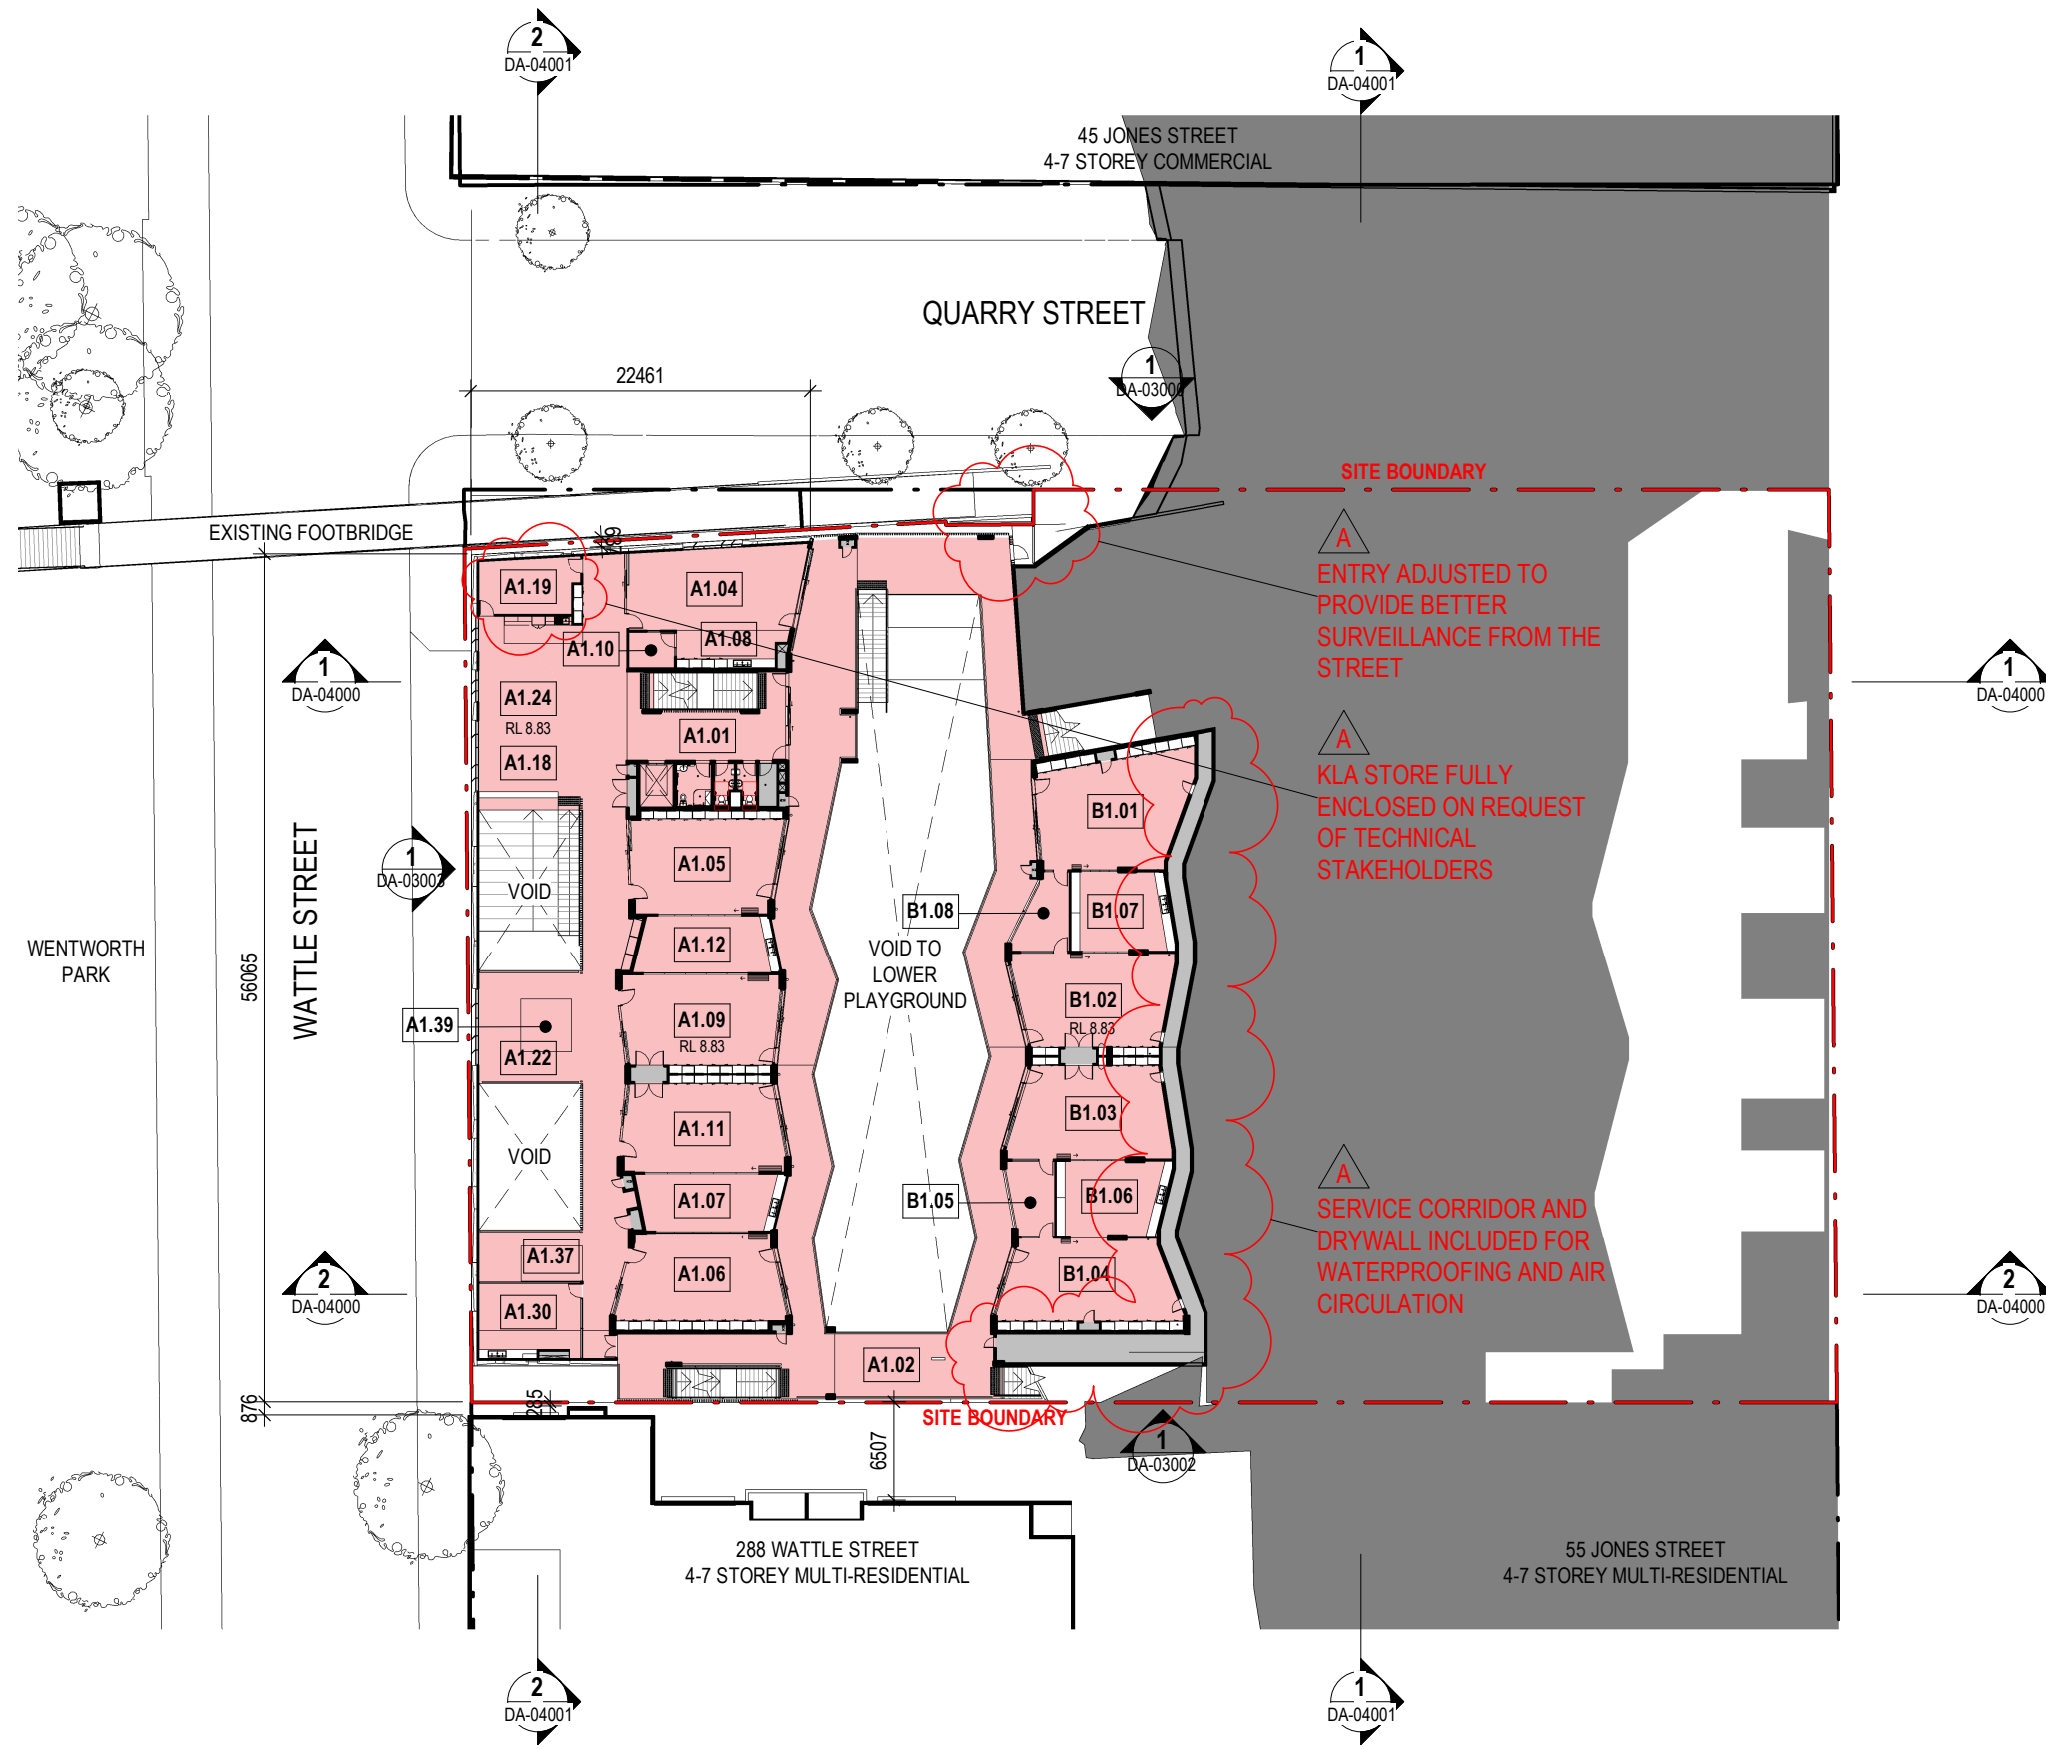 2
DA-04001
1
DA-04001
45 JONES STREET
4-7 STOREY COMMERCIAL
QUARRY STREET
1
DA-03000
22461
SITE BOUNDARY
EXISTING FOOTBRIDGE
A
ENTRY ADJUSTED TO
PROVIDE BETTER
SURVEILLANCE FROM THE
STREET
A1.19
A1.04
A1.08
A1.10
1
DA-04000
1
DA-04000
A1.24
RL 8.83
A1.01
A1.18
A
KLA STORE FULLY
ENCLOSED ON REQUEST
OF TECHNICAL
STAKEHOLDERS
B1.01
1
DA-03003
A1.05
VOID
WATTLE STREET
B1.08
B1.07
WENTWORTH
PARK
A1.12
VOID TO
LOWER
PLAYGROUND
56065
A1.39
A1.09
RL 8.83
B1.02
RL 8.83
A1.22
A1.11
B1.03
VOID
A
SERVICE CORRIDOR AND
DRYWALL INCLUDED FOR
WATERPROOFING AND AIR
CIRCULATION
A1.07
B1.05
B1.06
A1.37
A1.06
B1.04
2
DA-04000
2
DA-04000
A1.30
A1.02
876
285
SITE BOUNDARY
6507
1
DA-03002
288 WATTLE STREET
4-7 STOREY MULTI-RESIDENTIAL
55 JONES STREET
4-7 STOREY MULTI-RESIDENTIAL
2
DA-04001
1
DA-04001